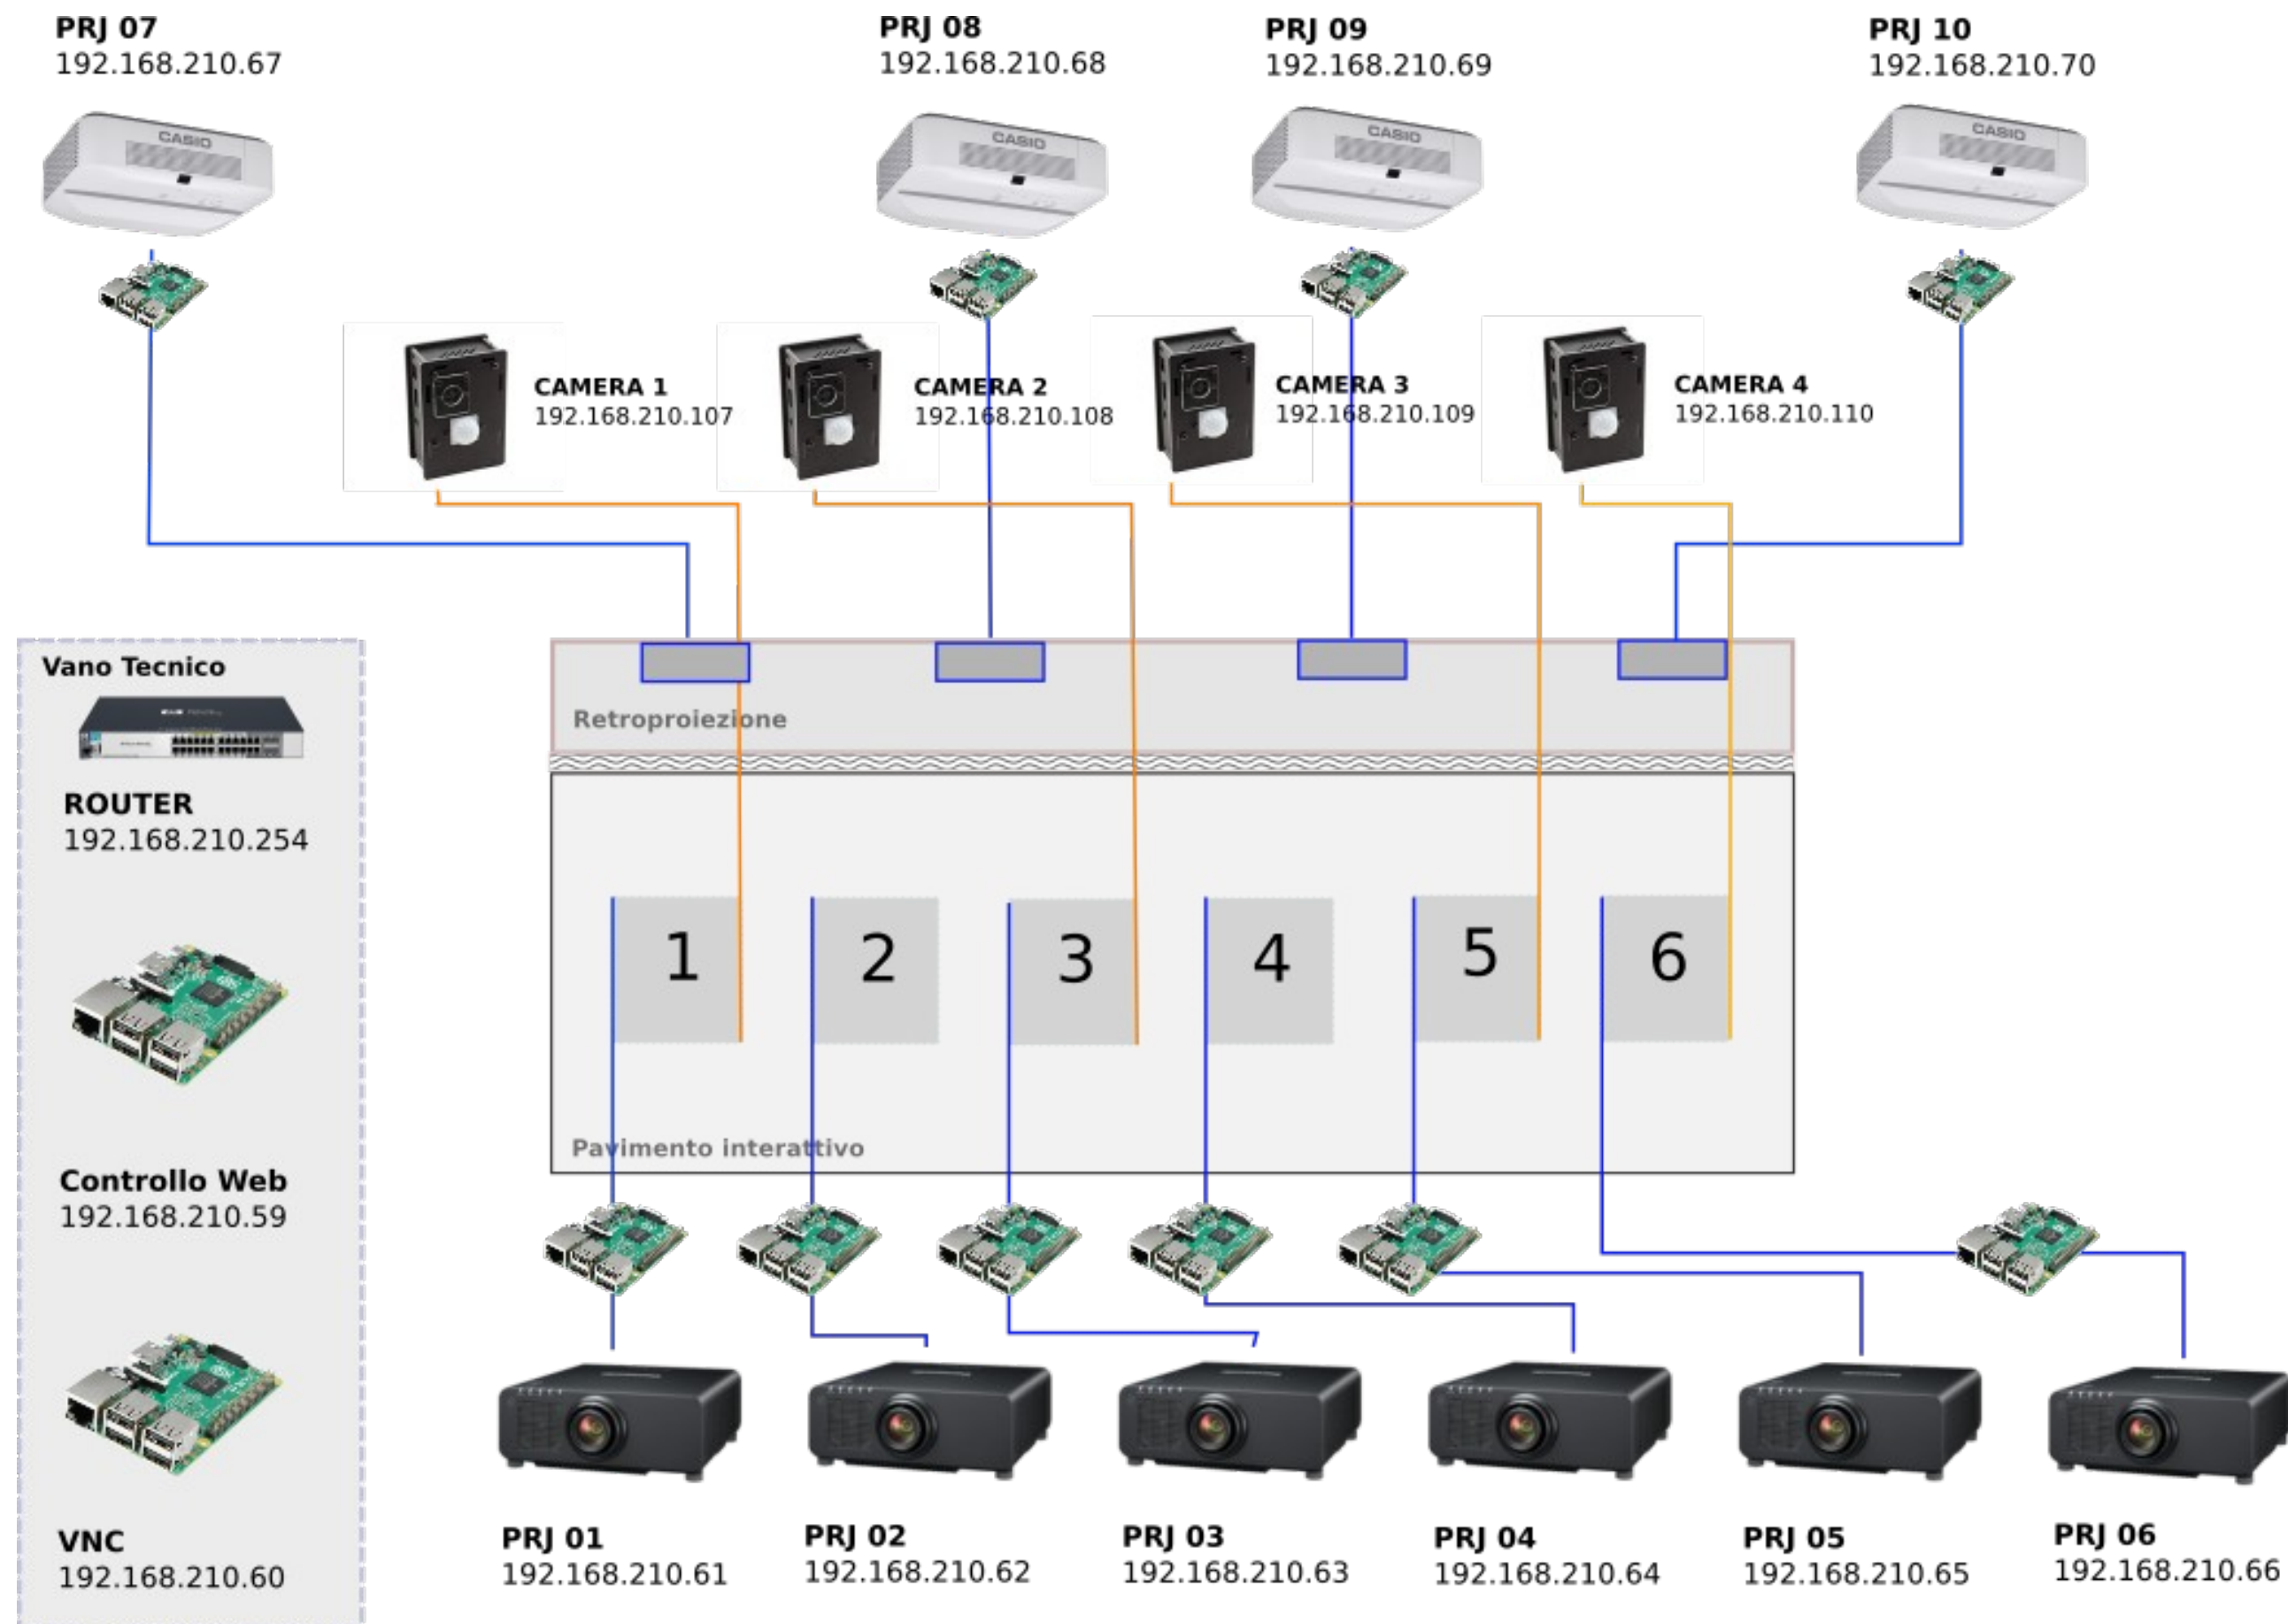 PRJ 07
192.168.210.67
PRJ 08
192.168.210.68
PRJ 09
192.168.210.69
PRJ 10
192.168.210.70
CASIO
CASIO
CASIO
CASIO
CAMERA 1
192.168.210.107
CAMERA 2
192.168.210.108
CAMERA 3
192.168.210.109
CAMERA 4
192.168.210.110
Vano Tecnico
ROUTER
192.168.210.254
Controllo Web
192.168.210.59
VNC
192.168.210.60
Retroproiezione
1
2
3
4
5
6
Pavimento interattivo
PRJ 01
192.168.210.61
PRJ 02
192.168.210.62
PRJ 03
192.168.210.63
PRJ 04
192.168.210.64
PRJ 05
192.168.210.65
PRJ 06
192.168.210.66